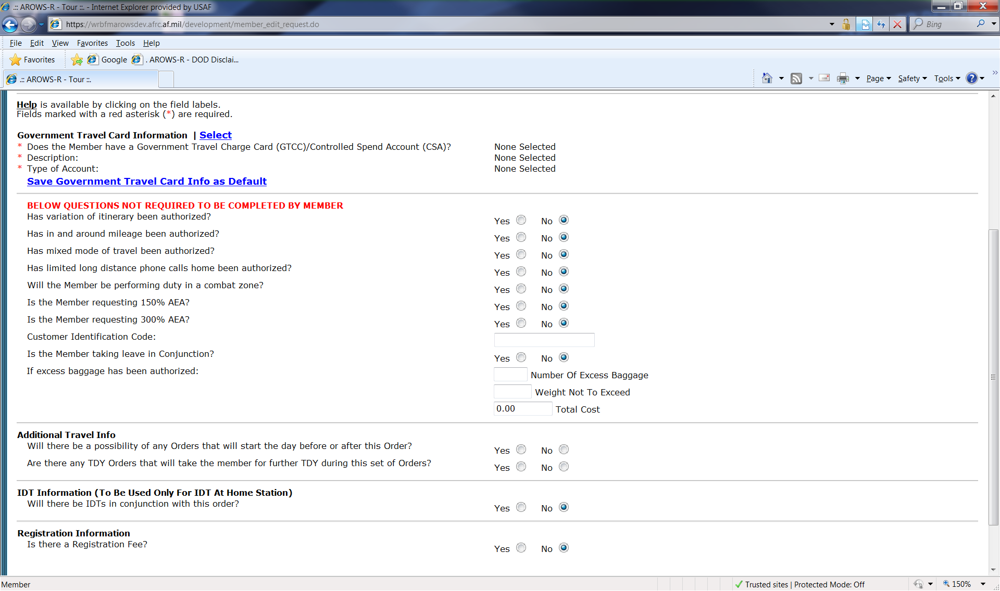 .:: AROWS-R - Tour ::. - Internet Explorer provided by USAF
https://wrbfmarowsdev.afrc.af.mil/development/member_edit_request.do
Bing
File Edit View Favorites Tools Help
Favorites Google . AROWS-R - DOD Disclai...
.:: AROWS-R - Tour ::. Page Safety Tools
Help is available by clicking on the field labels.
Fields marked with a red asterisk (*) are required.
Government Travel Card Information | Select
* Does the Member have a Government Travel Charge Card (GTCC)/Controlled Spend Account (CSA)? None Selected
* Description: None Selected
* Type of Account: None Selected
Save Government Travel Card Info as Default
BELOW QUESTIONS NOT REQUIRED TO BE COMPLETED BY MEMBER
Has variation of itinerary been authorized? Yes No
Has in and around mileage been authorized? Yes No
Has mixed mode of travel been authorized? Yes No
Has limited long distance phone calls home been authorized? Yes No
Will the Member be performing duty in a combat zone? Yes No
Is the Member requesting 150% AEA? Yes No
Is the Member requesting 300% AEA? Yes No
Customer Identification Code:
Is the Member taking leave in Conjunction? Yes No
If excess baggage has been authorized: Number Of Excess Baggage
Weight Not To Exceed
0.00 Total Cost
Additional Travel Info
Will there be a possibility of any Orders that will start the day before or after this Order? Yes No
Are there any TDY Orders that will take the member for further TDY during this set of Orders? Yes No
IDT Information (To Be Used Only For IDT At Home Station)
Will there be IDTs in conjunction with this order? Yes No
Registration Information
Is there a Registration Fee? Yes No
Member Trusted sites | Protected Mode: Off 150%